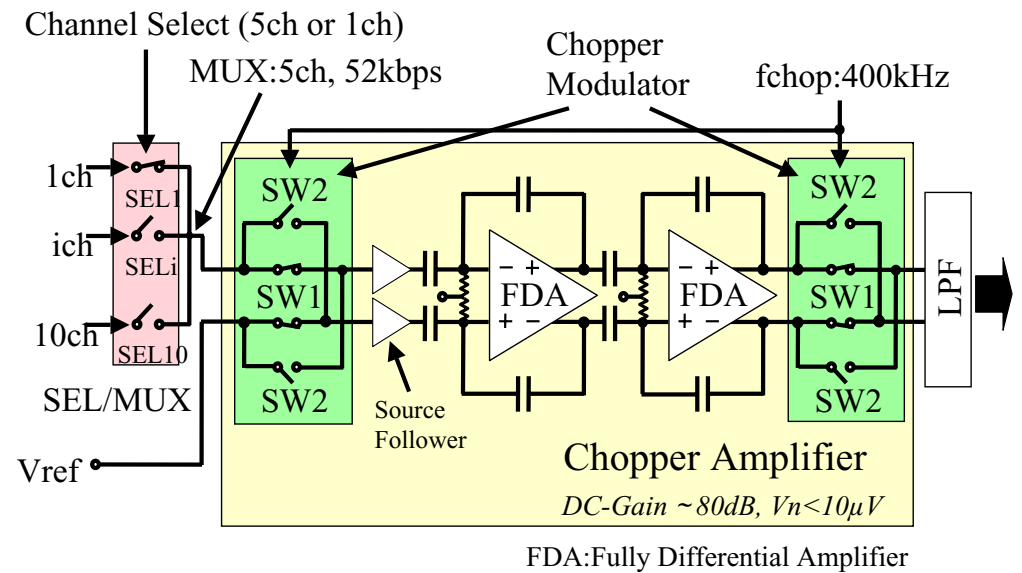 Channel Select (5ch or 1ch)
MUX:5ch, 52kbps
Chopper
Modulator
fchop:400kHz
1ch
SEL1
ich
SELi
10ch
SEL10
SEL/MUX
Vref
SW2
SW1
SW2
Source
Follower
− +
FDA
+ −
− +
FDA
+ −
SW2
SW1
SW2
LPF
Chopper Amplifier
DC-Gain ~80dB, Vn<10µV
FDA:Fully Differential Amplifier